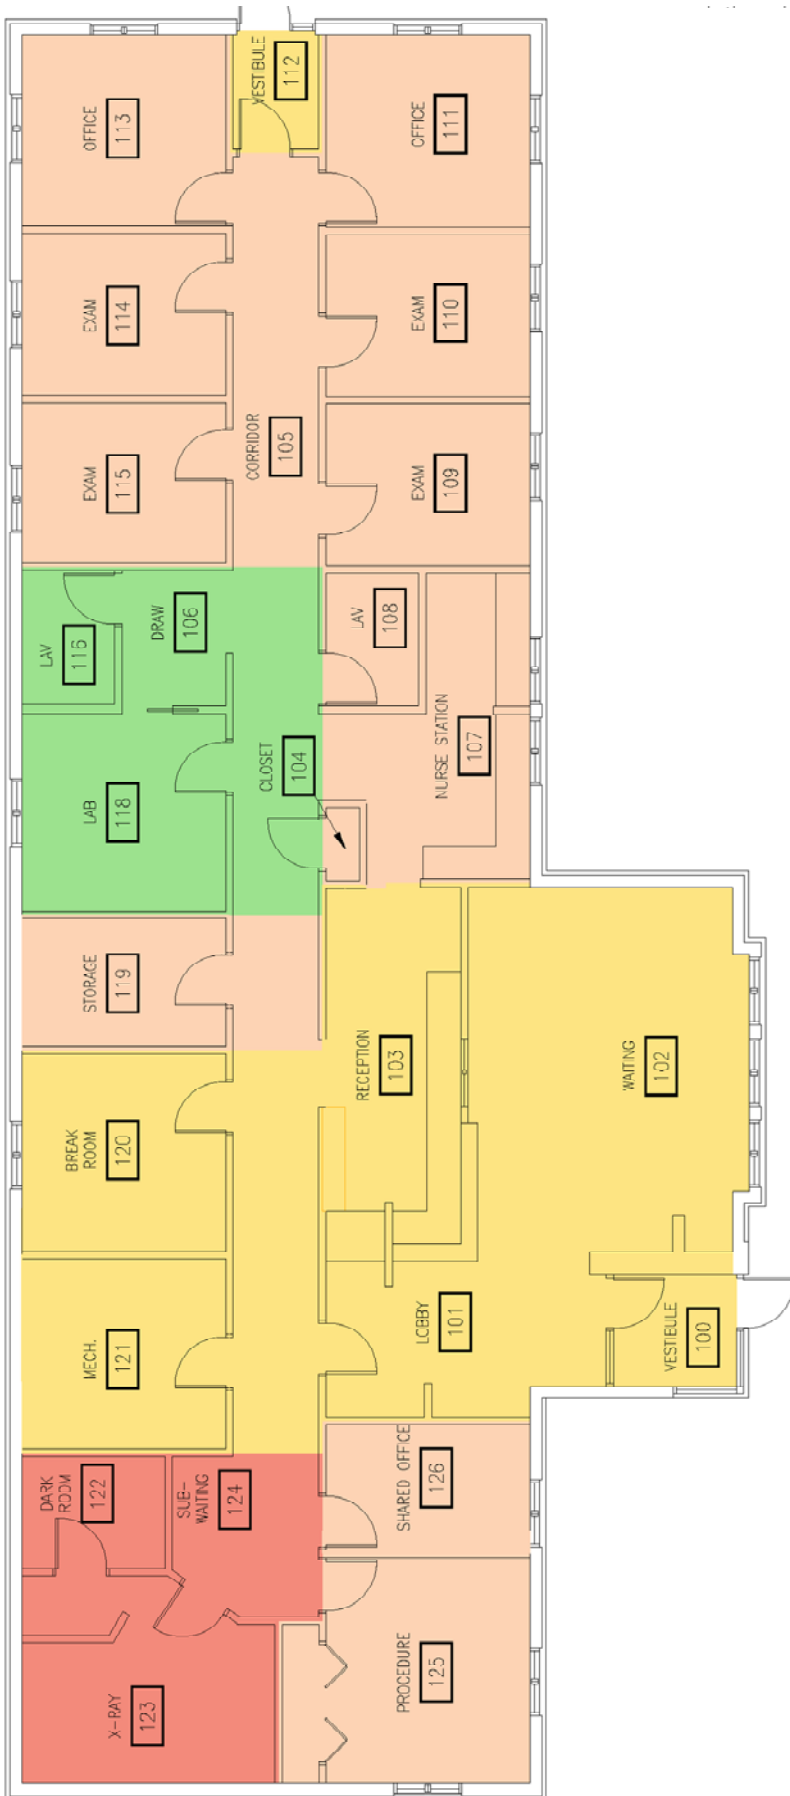 VESTIBULE
112
OFFICE
113
OFFICE
111
EXAM
114
EXAM
110
CORRIDOR
105
EXAM
115
EXAM
109
LAV
116
DRAW
106
LAV
108
NURSE STATION
107
CLOSET
104
LAB
118
STORAGE
119
RECEPTION
103
WAITING
102
BREAK
ROOM
120
LOBBY
101
VESTIBULE
100
MECH.
121
DARK
ROOM
122
SUB-
WAITING
124
SHARED OFFICE
126
PROCEDURE
125
X-RAY
123